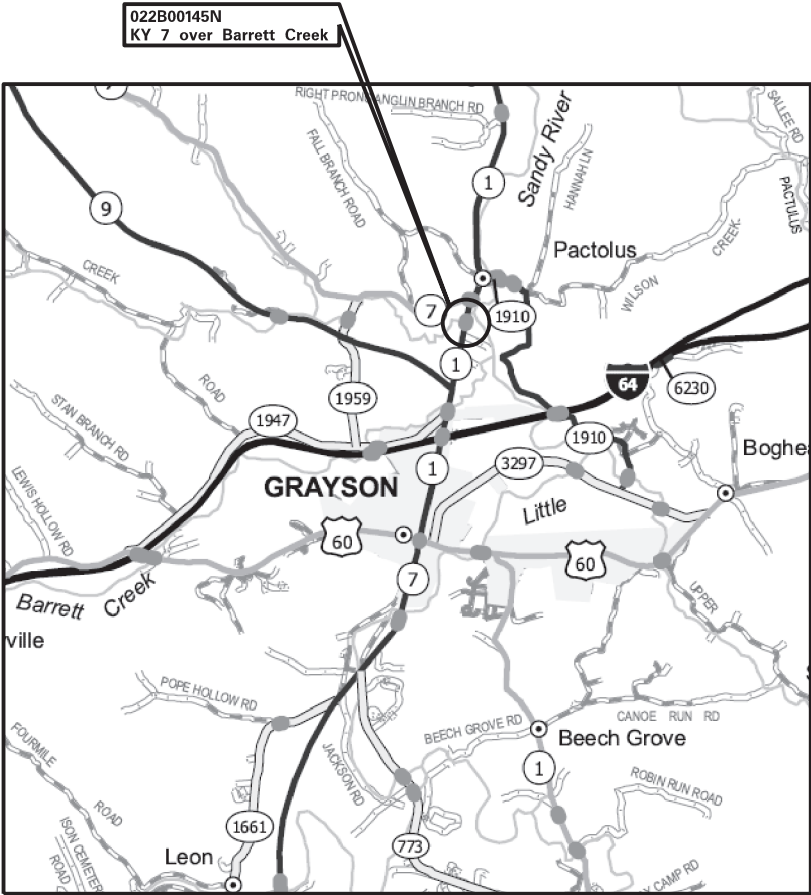 022B00145N
KY 7 over Barrett Creek
RIGHT PRONG ANGLIN BRANCH RD
SALLEE RD
Sandy River
1
FALL BRANCH ROAD
HANNAH LN
PACTULUS
9
Pactolus
CREEK
WILSON
CREEK
7
1910
1
64
6230
1959
ROAD
STAN BRANCH RD
1947
1910
1
3297
Boghea
LEWIS HOLLOW RD
GRAYSON
Little
60
60
7
Barrett Creek
UPPER
ville
POPE HOLLOW RD
CANOE RUN RD
BEECH GROVE RD
Beech Grove
FOURMILE
ROAD
JACKSON RD
1
ROBIN RUN ROAD
1661
773
ISON CEMETER
ROAD
Leon
Y CAMP RD